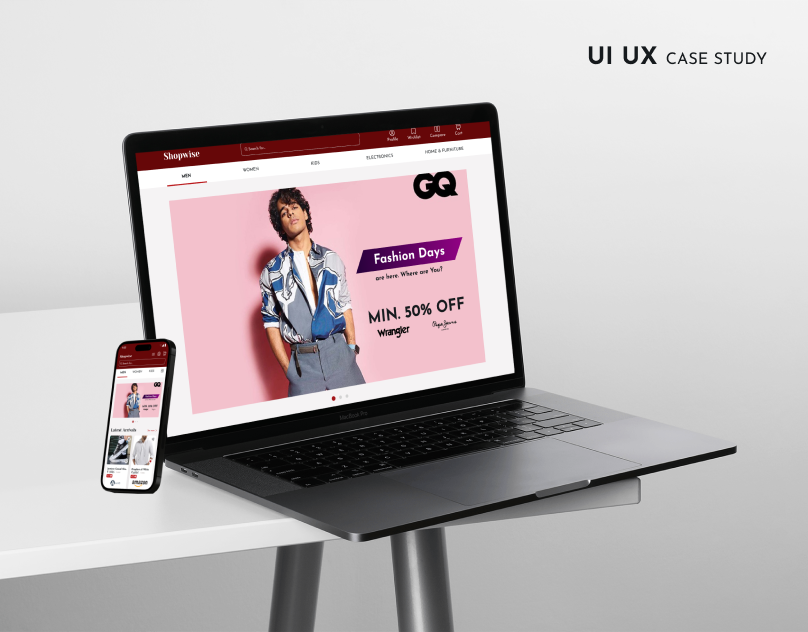 UI UX CASE STUDY
Shopwise
Search for...
Profile
Wishlist
Compare
Cart
MEN
WOMEN
KIDS
ELECTRONICS
HOME & FURNITURE
GQ
Fashion Days
are here. Where are You?
MIN. 50% OFF
Wrangler
Pepe Jeans
MacBook Pro
Shopwise
MEN
WOMEN
KIDS
GQ
Latest Arrivals
amazon